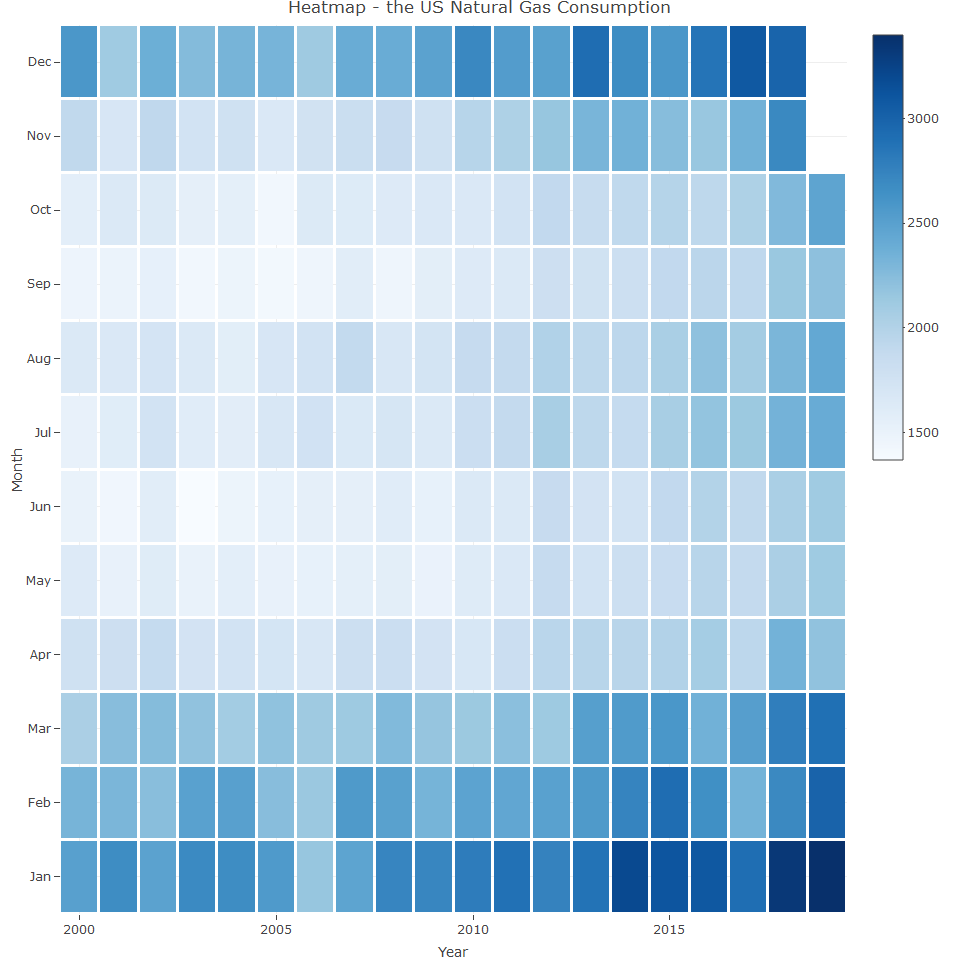 Heatmap - the US Natural Gas Consumption
Dec
Nov
Oct
Sep
Aug
Jul
Jun
May
Apr
Mar
Feb
Jan
Month
2000
2005
2010
2015
Year
3000
2500
2000
1500